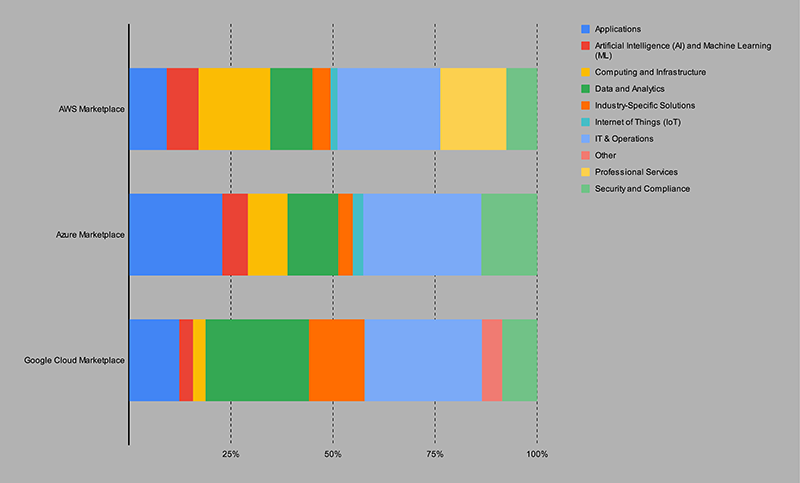 Applications
Artificial Intelligence (AI) and Machine Learning
(ML)
Computing and Infrastructure
Data and Analytics
Industry-Specific Solutions
Internet of Things (IoT)
IT & Operations
Other
Professional Services
Security and Compliance
AWS Marketplace
Azure Marketplace
Google Cloud Marketplace
25%
50%
75%
100%